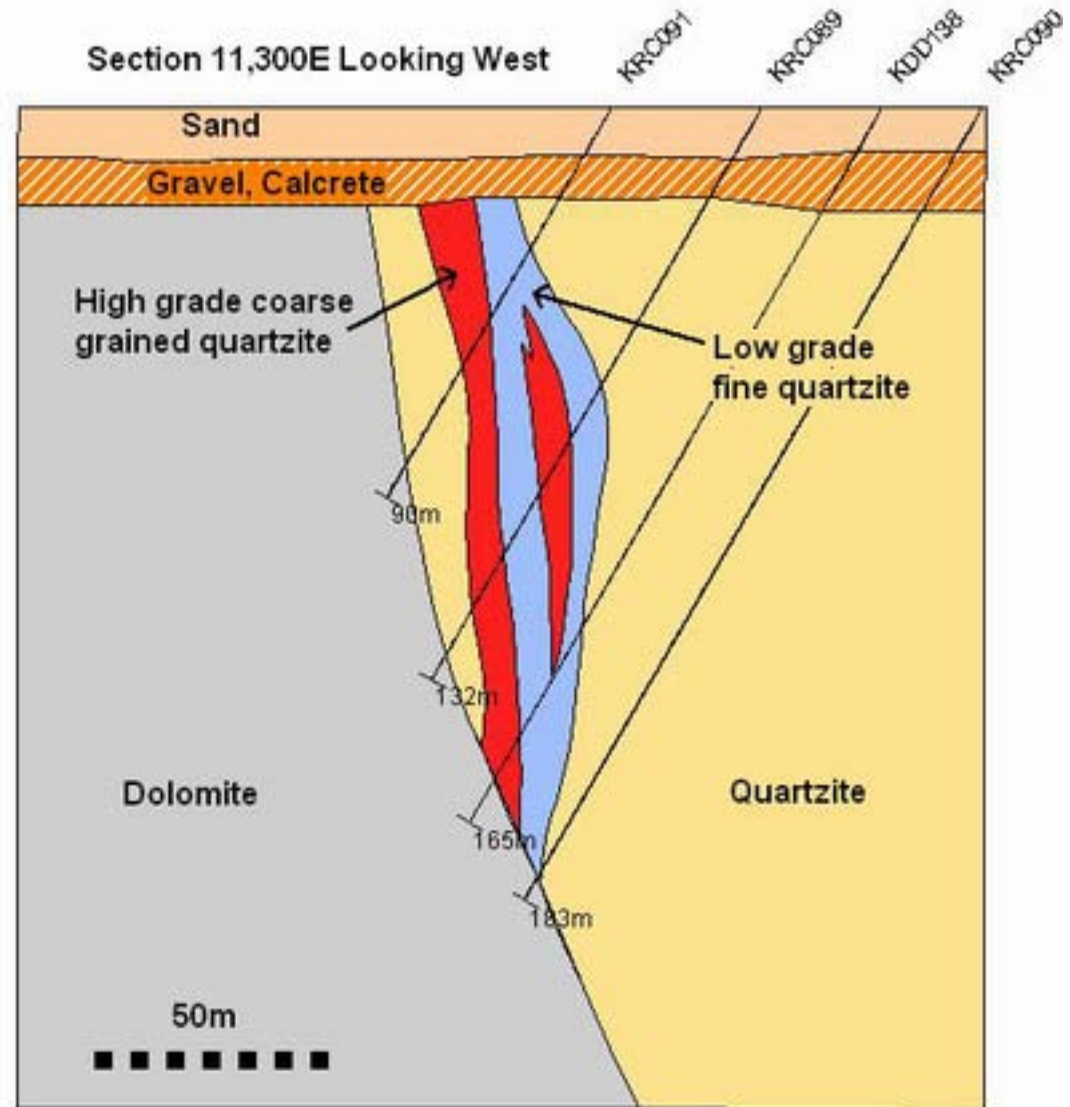 Section 11,300E Looking West
KRC091
KRC089
KDD138
KRC090
Sand
Gravel, Calcrete
High grade coarse
grained quartzite
Low grade
fine quartzite
90m
132m
165m
183m
Dolomite
Quartzite
50m